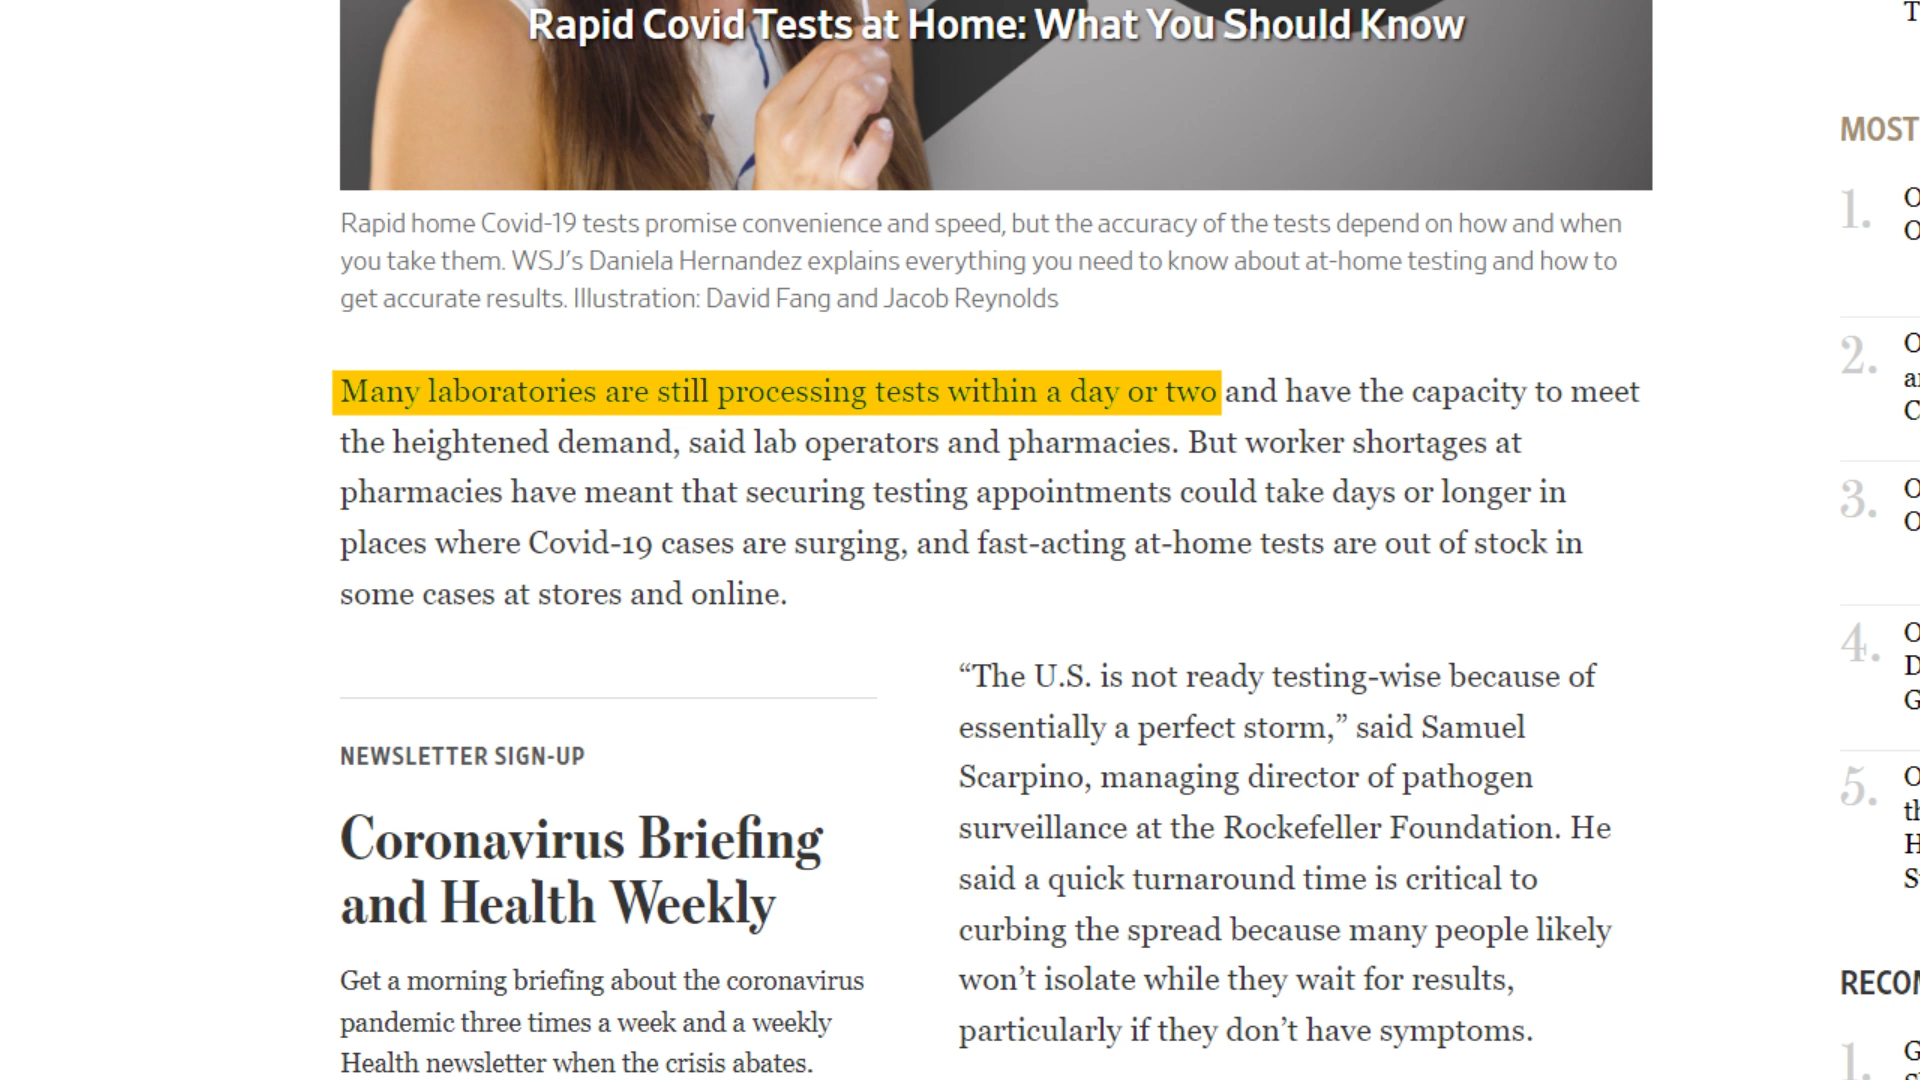 Rapid Covid Tests at Home: What You Should Know
Rapid home Covid-19 tests promise convenience and speed, but the accuracy of the tests depend on how and when
you take them. WSJ’s Daniela Hernandez explains everything you need to know about at-home testing and how to
get accurate results. Illustration: David Fang and Jacob Reynolds
Many laboratories are still processing tests within a day or two and have the capacity to meet
the heightened demand, said lab operators and pharmacies. But worker shortages at
pharmacies have meant that securing testing appointments could take days or longer in
places where Covid-19 cases are surging, and fast-acting at-home tests are out of stock in
some cases at stores and online.
NEWSLETTER SIGN-UP
Coronavirus Briefing
and Health Weekly
Get a morning briefing about the coronavirus
pandemic three times a week and a weekly
Health newsletter when the crisis abates.
“The U.S. is not ready testing-wise because of
essentially a perfect storm,” said Samuel
Scarpino, managing director of pathogen
surveillance at the Rockefeller Foundation. He
said a quick turnaround time is critical to
curbing the spread because many people likely
won’t isolate while they wait for results,
particularly if they don’t have symptoms.
MOST
1.
2.
3.
4.
5.
1.